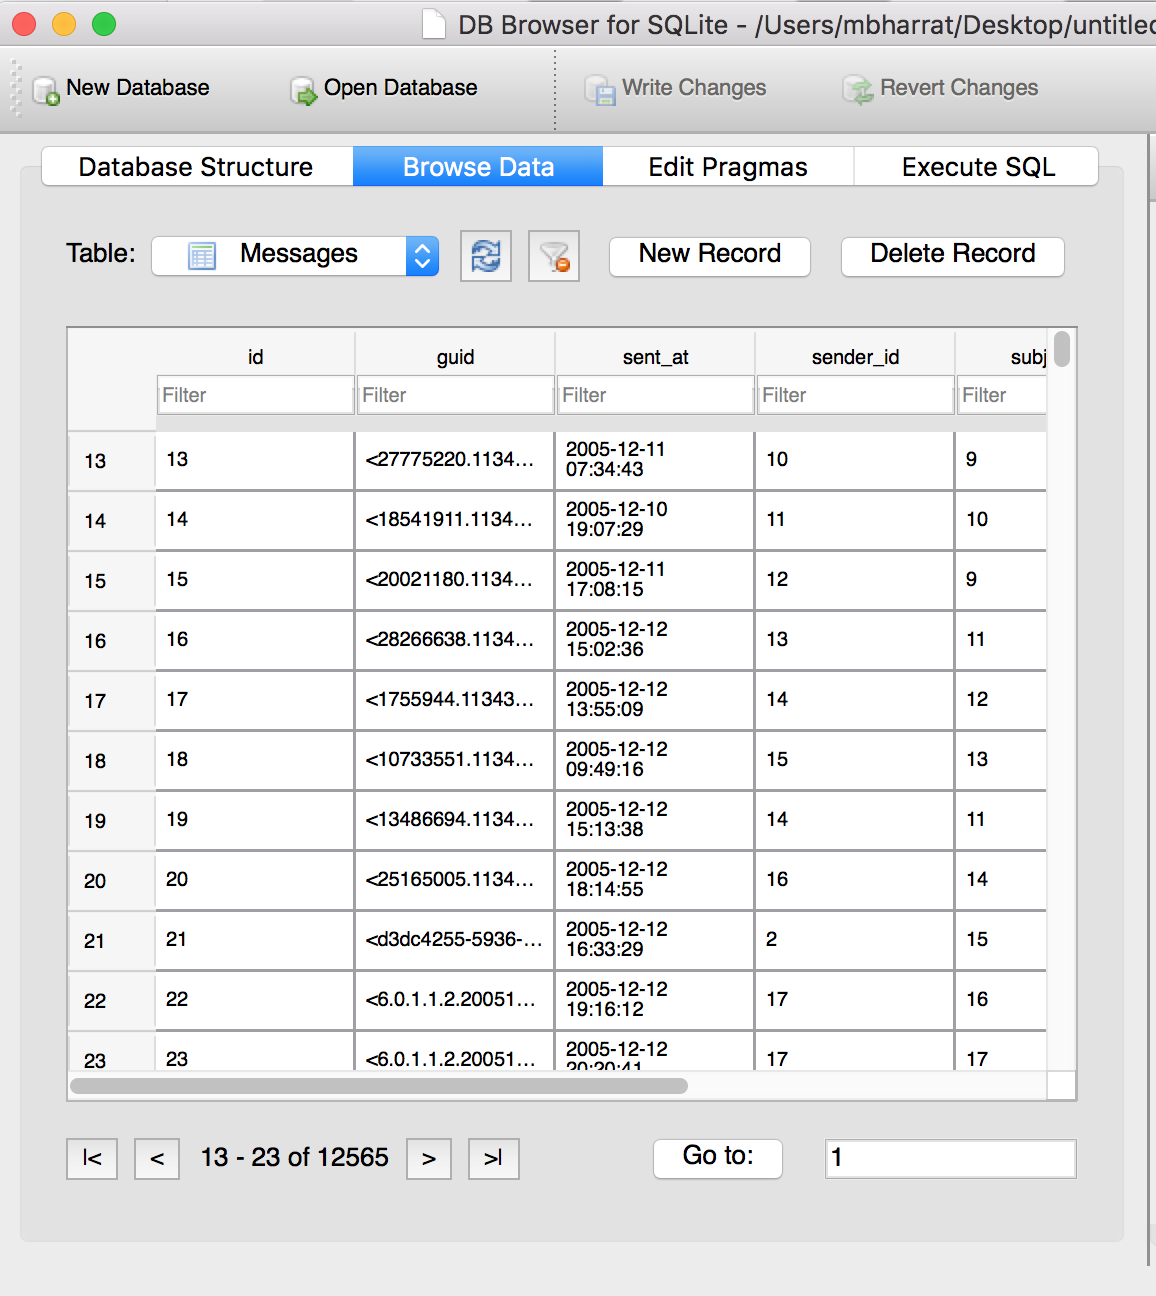 DB Browser for SQLite - /Users/mbharrat/Desktop/untitled
New Database Open Database Write Changes Revert Changes
Database Structure Browse Data Edit Pragmas Execute SQL
Table: Messages New Record Delete Record
id guid sent_at sender_id subj
Filter Filter Filter Filter Filter
13 13 <27775220.1134... 2005-12-11 07:34:43 10 9
14 14 <18541911.1134... 2005-12-10 19:07:29 11 10
15 15 <20021180.1134... 2005-12-11 17:08:15 12 9
16 16 <28266638.1134... 2005-12-12 15:02:36 13 11
17 17 <1755944.11343... 2005-12-12 13:55:09 14 12
18 18 <10733551.1134... 2005-12-12 09:49:16 15 13
19 19 <13486694.1134... 2005-12-12 15:13:38 14 11
20 20 <25165005.1134... 2005-12-12 18:14:55 16 14
21 21 <d3dc4255-5936-... 2005-12-12 16:33:29 2 15
22 22 <6.0.1.1.2.20051... 2005-12-12 19:16:12 17 16
23 23 <6.0.1.1.2.20051... 2005-12-12 20:20:41 17 17
|< < 13 - 23 of 12565 > >| Go to: 1